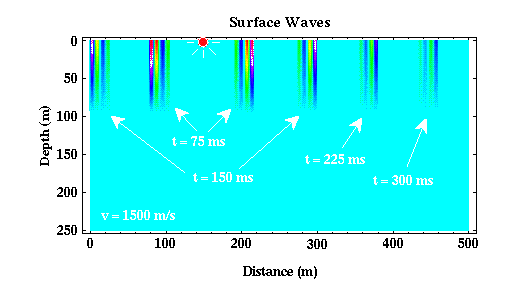 Surface Waves
0
50
100
150
200
250
Depth (m)
t = 75 ms
t = 150 ms
t = 225 ms
t = 300 ms
v = 1500 m/s
0 100 200 300 400 500
Distance (m)